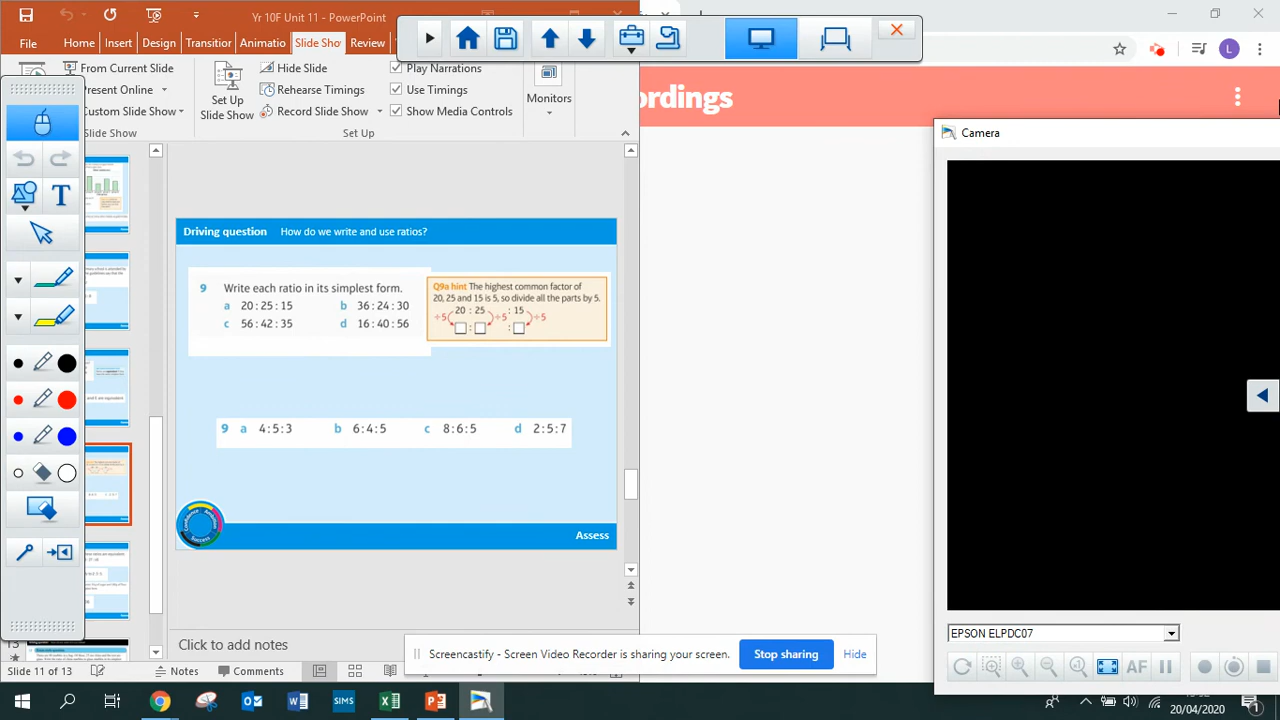 Yr 10F Unit 11 - PowerPoint
File Home Insert Design Transition Animatio Slide Sho Review
From Current Slide
Present Online
Custom Slide Show
Slide Show
Set Up
Slide Show
Hide Slide
Rehearse Timings
Record Slide Show
Play Narrations
Use Timings
Show Media Controls
Set Up
Monitors
ordings
L
Camera
Driving question How do we write and use ratios?
9 Write each ratio in its simplest form.
a 20 : 25 : 15 b 36 : 24 : 30
c 56 : 42 : 35 d 16 : 40 : 56
Q9a hint The highest common factor of
20, 25 and 15 is 5, so divide all the parts by 5.
20 : 25 : 15
÷5 ÷5 ÷5
: :
9 a 4 : 5 : 3 b 6 : 4 : 5 c 8 : 6 : 5 d 2 : 5 : 7
Assess
Click to add notes
Slide 11 of 13 Notes Comments
Screencastify - Screen Video Recorder is sharing your screen. Stop sharing Hide
EPSON ELPDC07
AF
SIMS
20/04/2020